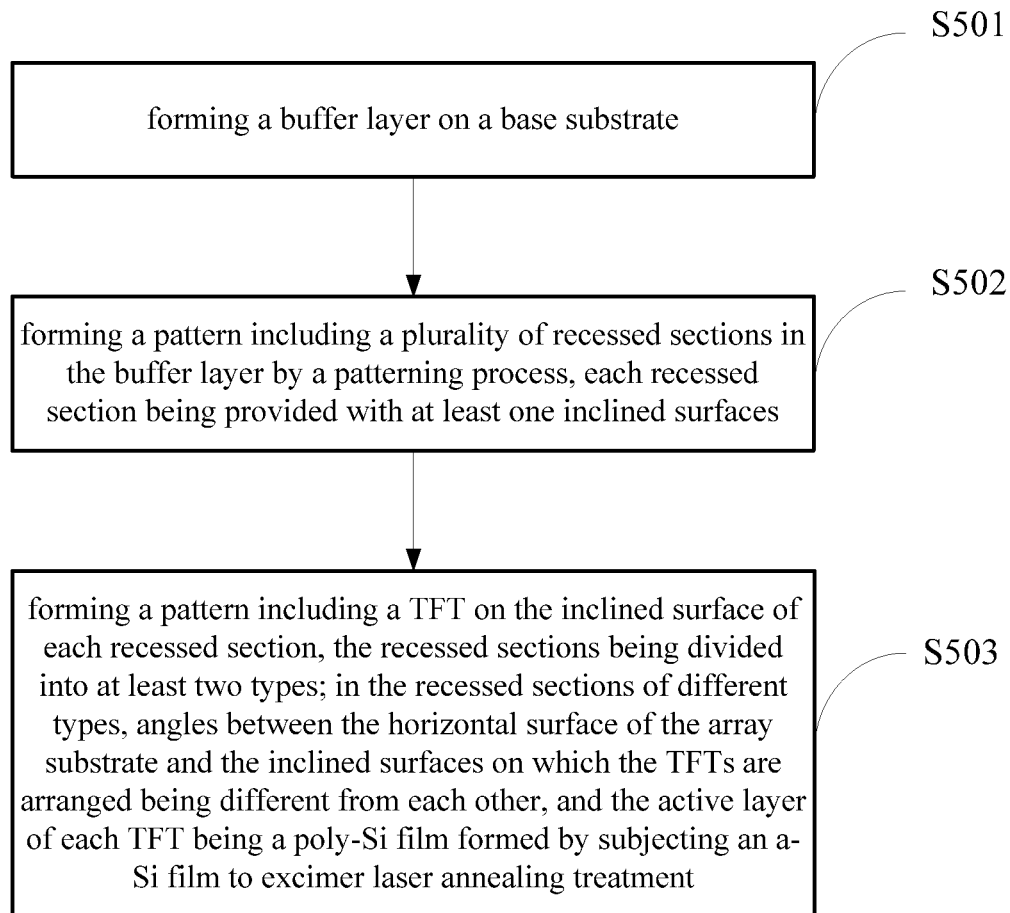 S501
forming a buffer layer on a base substrate
S502
forming a pattern including a plurality of recessed sections in
the buffer layer by a patterning process, each recessed
section being provided with at least one inclined surfaces
S503
forming a pattern including a TFT on the inclined surface of
each recessed section, the recessed sections being divided
into at least two types; in the recessed sections of different
types, angles between the horizontal surface of the array
substrate and the inclined surfaces on which the TFTs are
arranged being different from each other, and the active layer
of each TFT being a poly-Si film formed by subjecting an a-
Si film to excimer laser annealing treatment